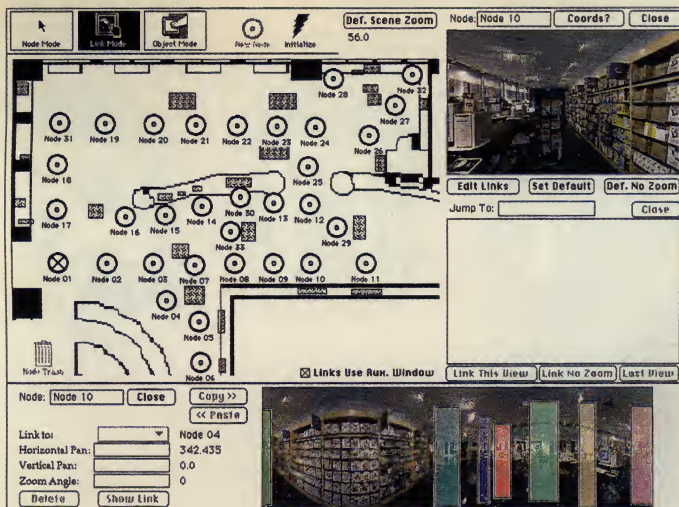 Node Mode
Link Mode
Object Mode
New Node
Initialize
Def. Scene Zoom
56.0
Node: Node 10
Coords?
Close
Node 28
Node 32
Node 27
Node 31
Node 19
Node 20
Node 21
Node 22
Node 23
Node 24
Node 26
Node 18
Node 25
Node 17
Node 16
Node 15
Node 14
Node 30
Node 13
Node 12
Node 33
Node 29
Node 01
Node 02
Node 03
Node 07
Node 08
Node 09
Node 10
Node 11
Node 04
Node 05
Node 06
Node Trash
Links Use Aux. Window
Edit Links
Set Default
Def. No Zoom
Jump To:
Close
Link This View
Link No Zoom
Last View
Node: Node 10
Close
Copy >>
<< Paste
Link to:
Node 04
Horizontal Pan:
342.435
Vertical Pan:
0.0
Zoom Angle:
0
Delete
Show Link